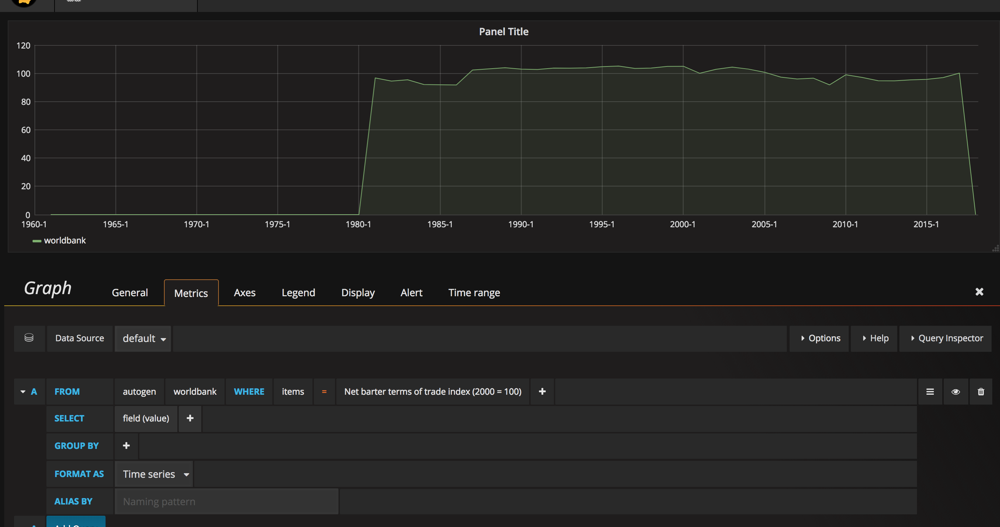 Panel Title
120
100
80
60
40
20
0
1960-1 1965-1 1970-1 1975-1 1980-1 1985-1 1990-1 1995-1 2000-1 2005-1 2010-1 2015-1
worldbank
Graph General Metrics Axes Legend Display Alert Time range
Data Source default Options Help Query Inspector
A FROM autogen worldbank WHERE items = Net barter terms of trade index (2000 = 100)
SELECT field (value)
GROUP BY
FORMAT AS Time series
ALIAS BY Naming pattern